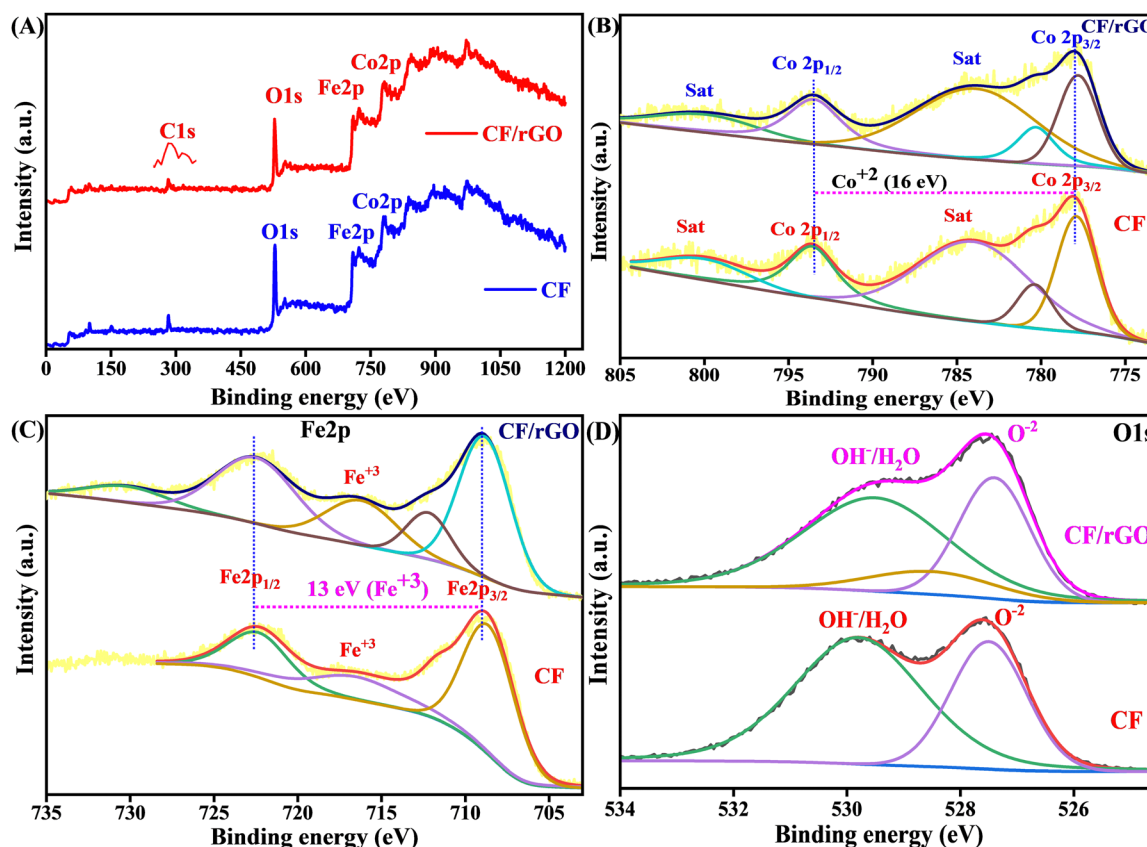 (A)
C1s
O1s
Fe2p
Co2p
CF/rGO
O1s
Fe2p
Co2p
CF
Intensity (a.u.)
0 150 300 450 600 750 900 1050 1200
Binding energy (eV)
(B)
CF/rGO
Sat
Co 2p1/2
Sat
Co 2p3/2
Co+2 (16 eV)
Co 2p3/2
Sat
Co 2p1/2
Sat
CF
Intensity (a.u.)
805 800 795 790 785 780 775
Binding energy (eV)
(C)
Fe2p
CF/rGO
Fe+3
Fe2p1/2
13 eV (Fe+3)
Fe2p3/2
Fe+3
CF
Intensity (a.u.)
735 730 725 720 715 710 705
Binding energy (eV)
(D)
O1s
O-2
OH-/H2O
CF/rGO
OH-/H2O
O-2
CF
Intensity (a.u.)
534 532 530 528 526
Binding energy (eV)